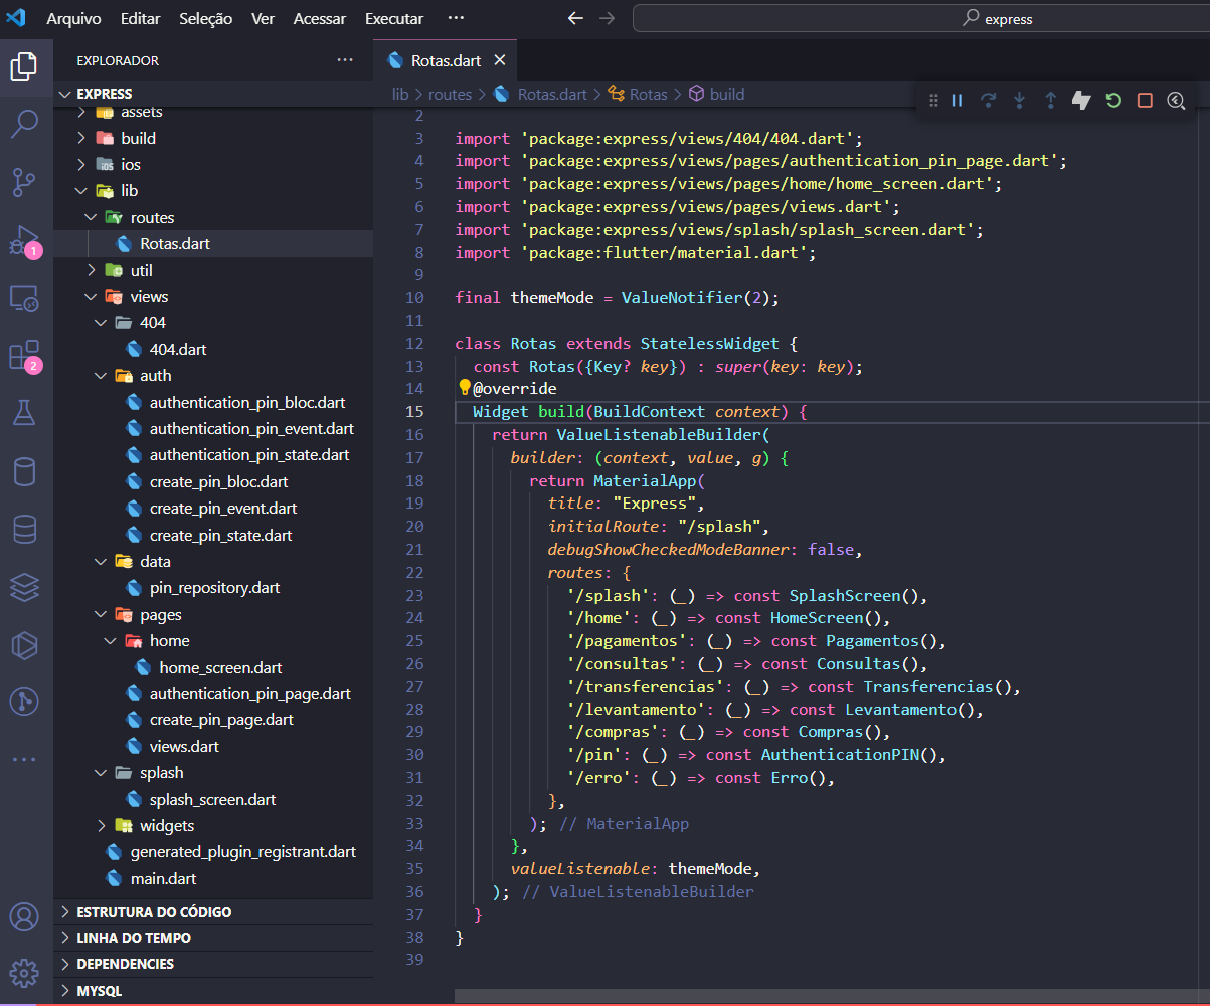 Arquivo Editar Seleção Ver Acessar Executar ···
express
EXPLORADOR ···
EXPRESS
assets
build
ios
lib
routes
Rotas.dart
util
views
404
404.dart
auth
authentication_pin_bloc.dart
authentication_pin_event.dart
authentication_pin_state.dart
create_pin_bloc.dart
create_pin_event.dart
create_pin_state.dart
data
pin_repository.dart
pages
home
home_screen.dart
authentication_pin_page.dart
create_pin_page.dart
views.dart
splash
splash_screen.dart
widgets
generated_plugin_registrant.dart
main.dart
ESTRUTURA DO CÓDIGO
LINHA DO TEMPO
DEPENDENCIES
MYSQL
1
2
Rotas.dart
lib > routes > Rotas.dart > Rotas > build
2
3 import 'package:express/views/404/404.dart';
4 import 'package:express/views/pages/authentication_pin_page.dart';
5 import 'package:express/views/pages/home/home_screen.dart';
6 import 'package:express/views/pages/views.dart';
7 import 'package:express/views/splash/splash_screen.dart';
8 import 'package:flutter/material.dart';
9
10 final themeMode = ValueNotifier(2);
11
12 class Rotas extends StatelessWidget {
13 const Rotas({Key? key}) : super(key: key);
14 @override
15 Widget build(BuildContext context) {
16 return ValueListenableBuilder(
17 builder: (context, value, g) {
18 return MaterialApp(
19 title: "Express",
20 initialRoute: "/splash",
21 debugShowCheckedModeBanner: false,
22 routes: {
23 '/splash': (_) => const SplashScreen(),
24 '/home': (_) => const HomeScreen(),
25 '/pagamentos': (_) => const Pagamentos(),
26 '/consultas': (_) => const Consultas(),
27 '/transferencias': (_) => const Transferencias(),
28 '/levantamento': (_) => const Levantamento(),
29 '/compras': (_) => const Compras(),
30 '/pin': (_) => const AuthenticationPIN(),
31 '/erro': (_) => const Erro(),
32 },
33 ); // MaterialApp
34 },
35 valueListenable: themeMode,
36 ); // ValueListenableBuilder
37 }
38 }
39